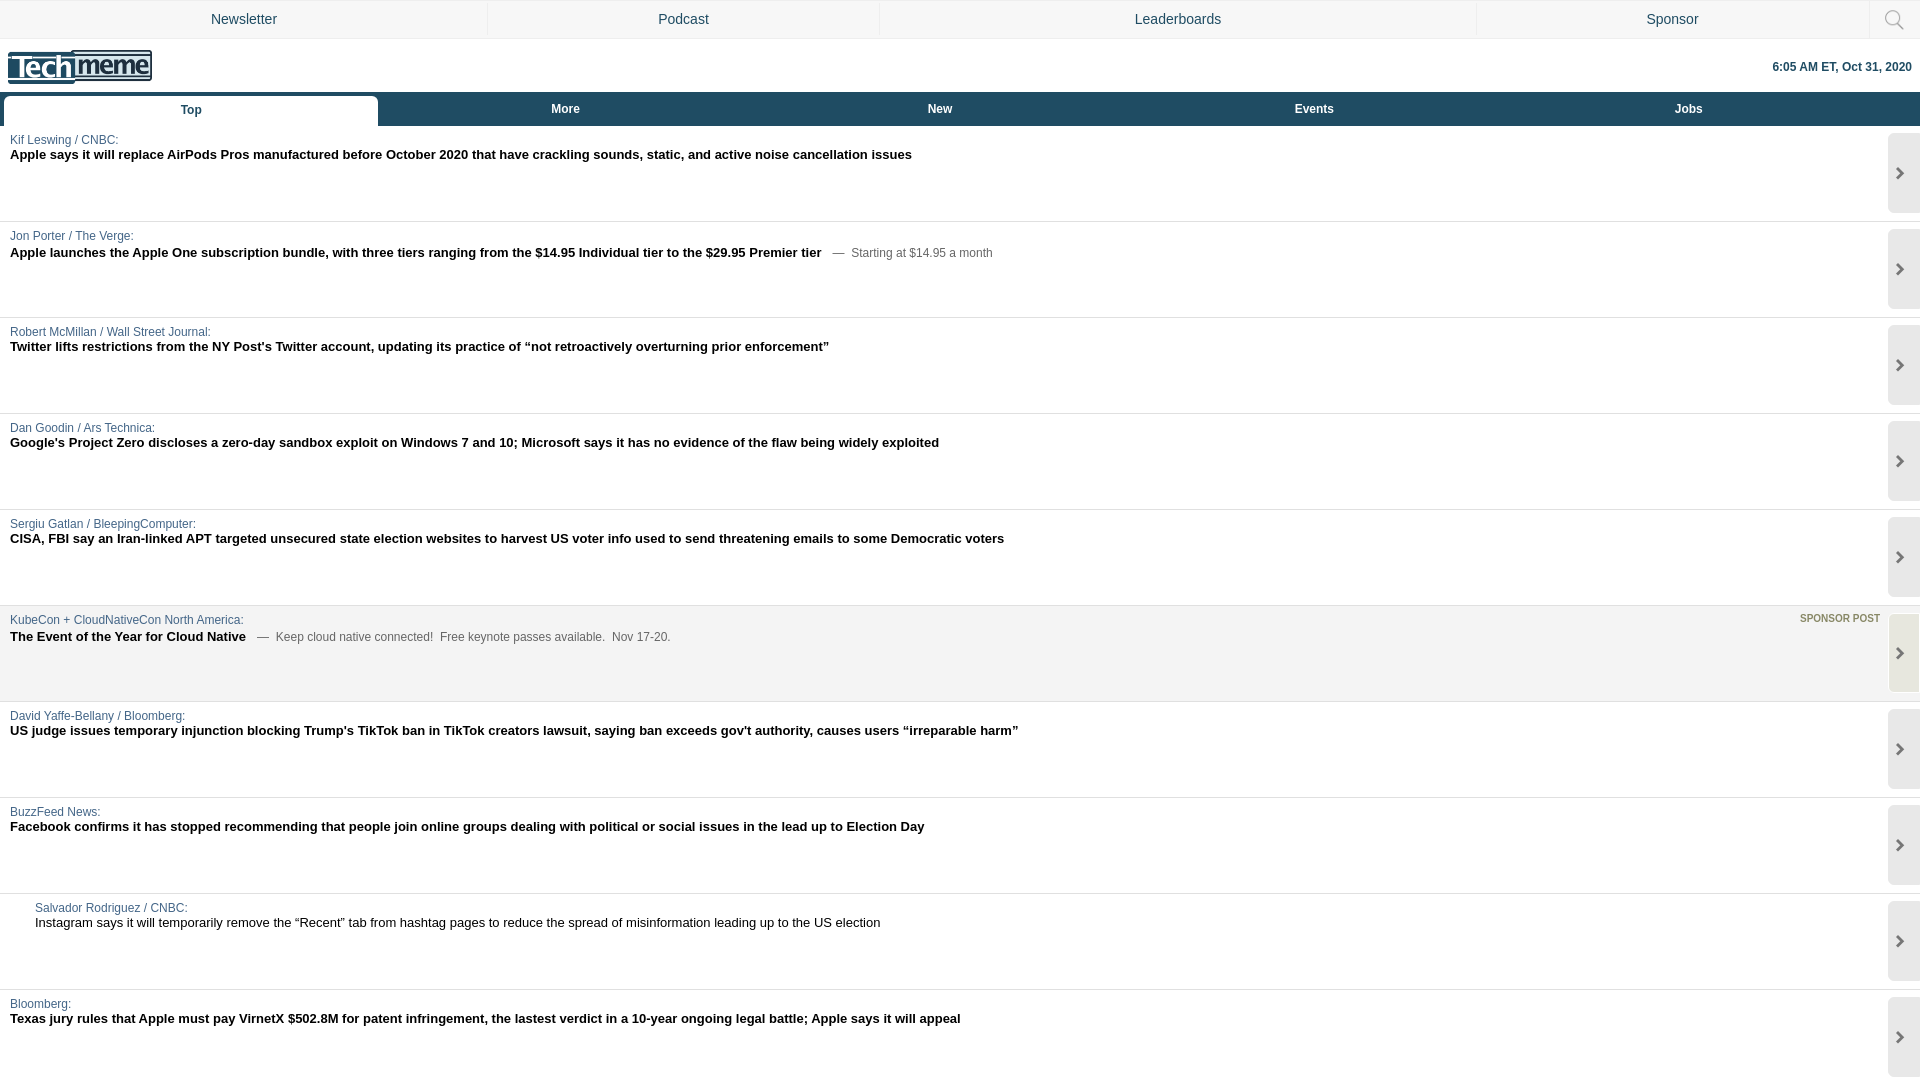 Newsletter
Podcast
Leaderboards
Sponsor
Techmeme
6:05 AM ET, Oct 31, 2020
Top
More
New
Events
Jobs
Kif Leswing / CNBC:
Apple says it will replace AirPods Pros manufactured before October 2020 that have crackling sounds, static, and active noise cancellation issues
Jon Porter / The Verge:
Apple launches the Apple One subscription bundle, with three tiers ranging from the $14.95 Individual tier to the $29.95 Premier tier — Starting at $14.95 a month
Robert McMillan / Wall Street Journal:
Twitter lifts restrictions from the NY Post's Twitter account, updating its practice of “not retroactively overturning prior enforcement”
Dan Goodin / Ars Technica:
Google's Project Zero discloses a zero-day sandbox exploit on Windows 7 and 10; Microsoft says it has no evidence of the flaw being widely exploited
Sergiu Gatlan / BleepingComputer:
CISA, FBI say an Iran-linked APT targeted unsecured state election websites to harvest US voter info used to send threatening emails to some Democratic voters
KubeCon + CloudNativeCon North America:
SPONSOR POST
The Event of the Year for Cloud Native — Keep cloud native connected! Free keynote passes available. Nov 17-20.
David Yaffe-Bellany / Bloomberg:
US judge issues temporary injunction blocking Trump's TikTok ban in TikTok creators lawsuit, saying ban exceeds gov't authority, causes users “irreparable harm”
BuzzFeed News:
Facebook confirms it has stopped recommending that people join online groups dealing with political or social issues in the lead up to Election Day
Salvador Rodriguez / CNBC:
Instagram says it will temporarily remove the “Recent” tab from hashtag pages to reduce the spread of misinformation leading up to the US election
Bloomberg:
Texas jury rules that Apple must pay VirnetX $502.8M for patent infringement, the lastest verdict in a 10-year ongoing legal battle; Apple says it will appeal